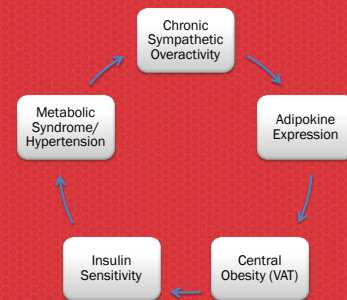 Chronic
Sympathetic
Overactivity
Adipokine
Expression
Central
Obesity (VAT)
Insulin
Sensitivity
Metabolic
Syndrome/
Hypertension